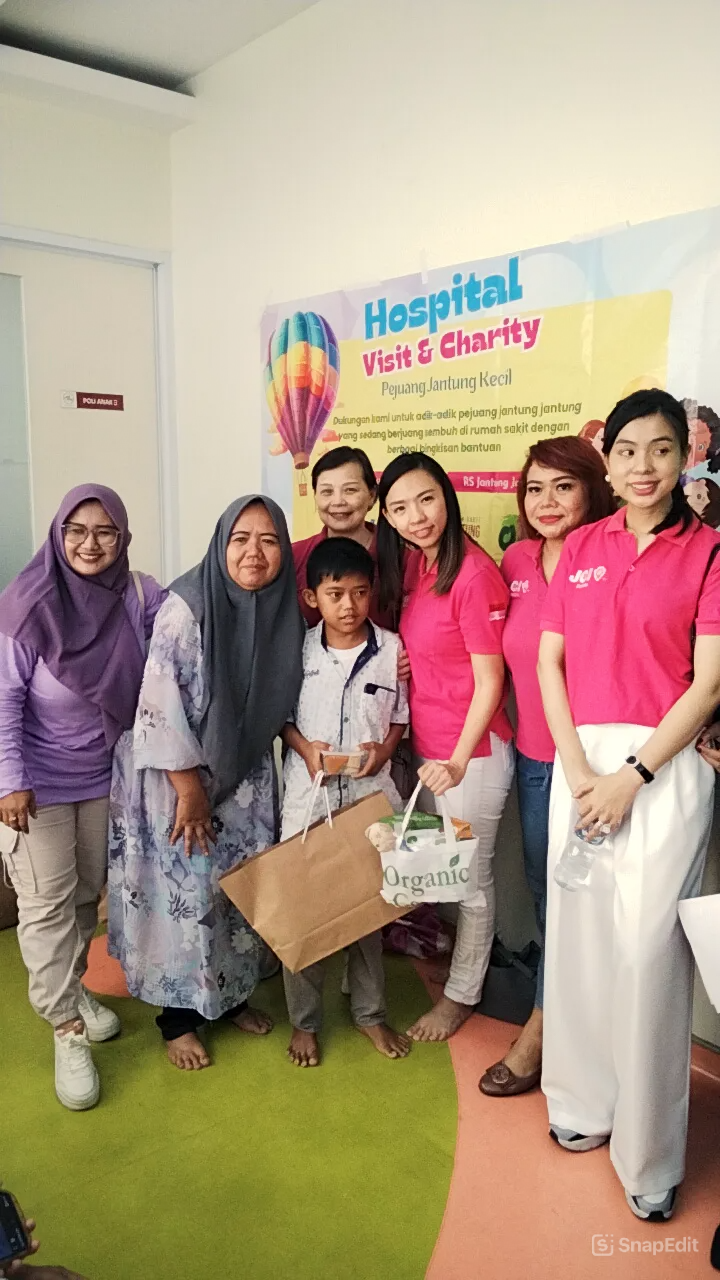 Hospital
Visit & Charity
Pejuang Jantung Kecil
Dukungan kami untuk adik-adik pejuang jantung jantung
yang sedang berjuang sembuh di rumah sakit dengan
berbagi bingkisan bantuan
RS Jantung
POLI ANAK 3
JCI
Organic
SnapEdit